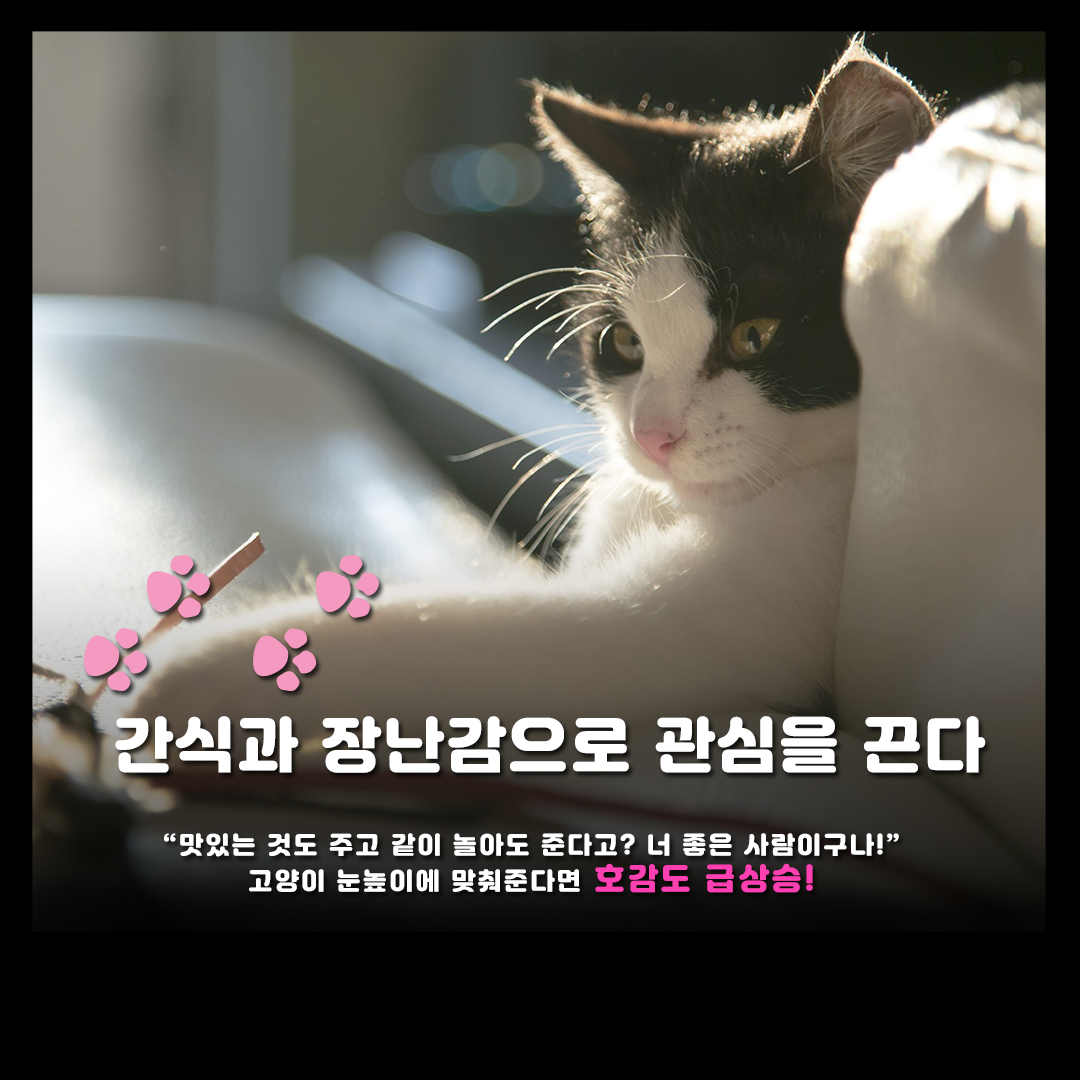 간식과 장난감으로 관심을 끈다
“맛있는 것도 주고 같이 놀아도 준다고? 너 좋은 사람이구나!”
고양이 눈높이에 맞춰준다면 호감도 급상승!